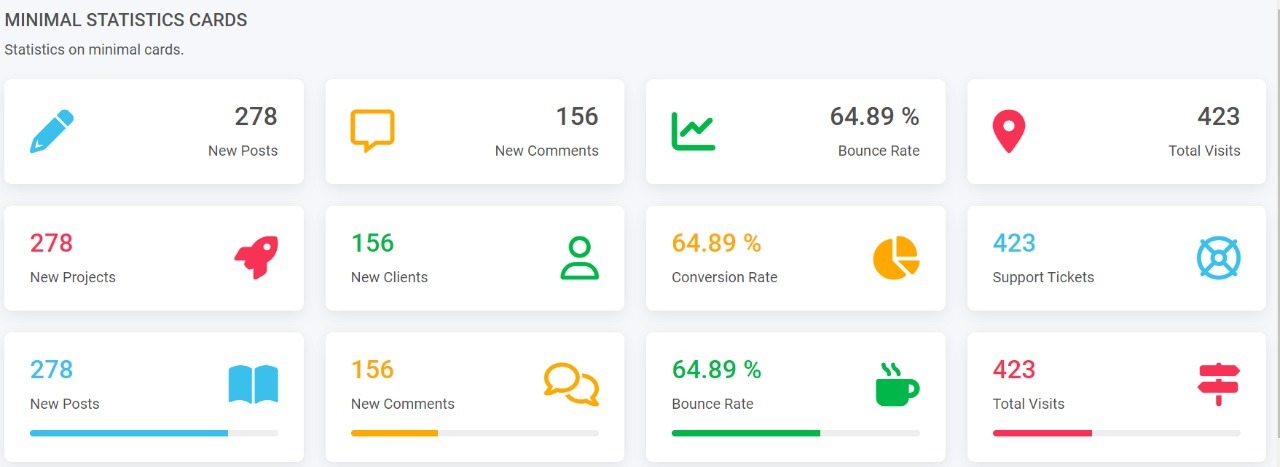 MINIMAL STATISTICS CARDS
Statistics on minimal cards.
278
New Posts
156
New Comments
64.89 %
Bounce Rate
423
Total Visits
278
New Projects
156
New Clients
64.89 %
Conversion Rate
423
Support Tickets
278
New Posts
156
New Comments
64.89 %
Bounce Rate
423
Total Visits